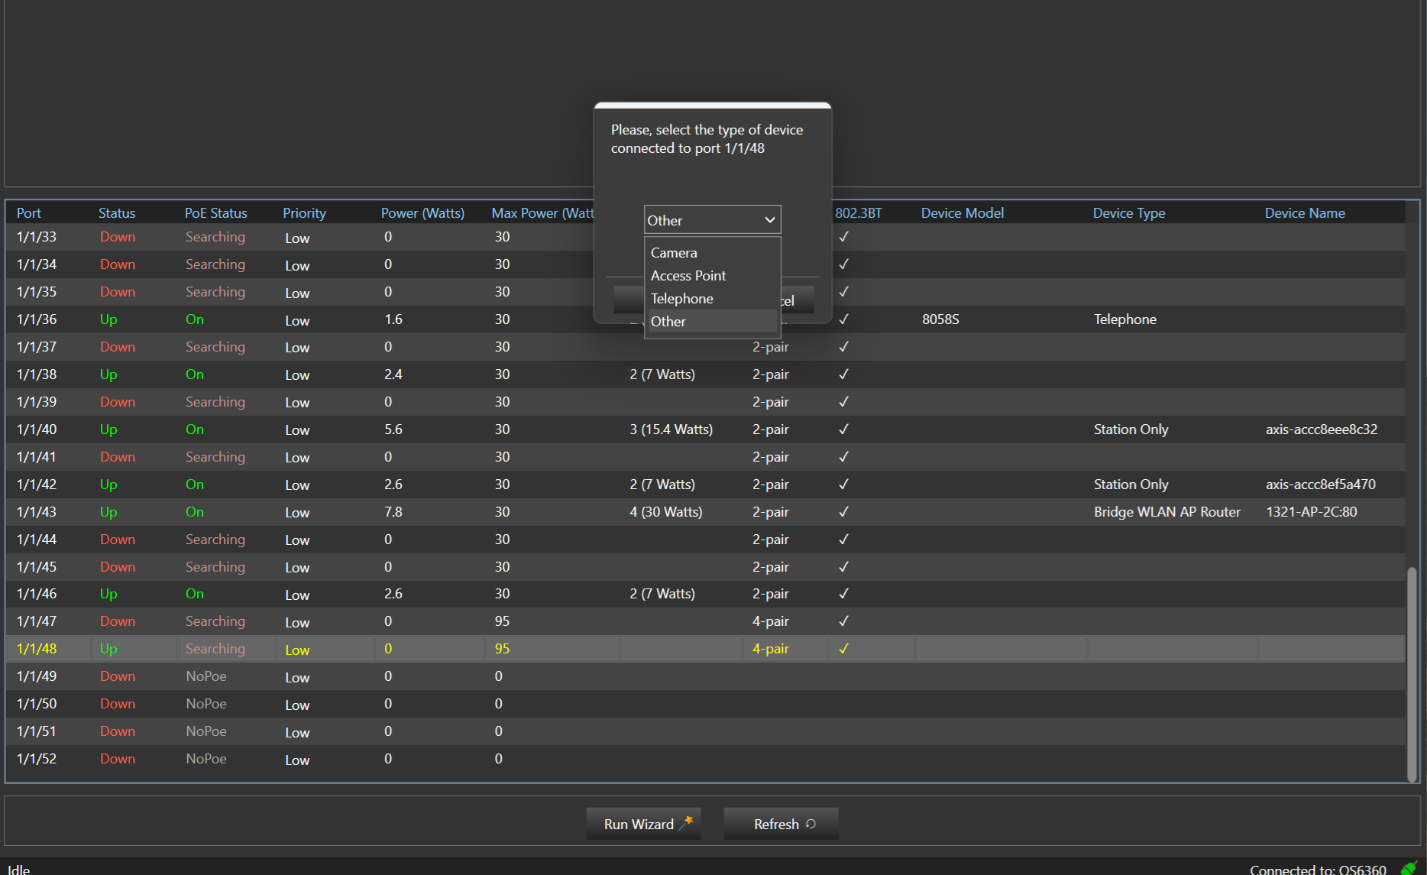 Please, select the type of device
connected to port 1/1/48
Port Status PoE Status Priority Power (Watts) Max Power (Watt 802.3BT Device Model Device Type Device Name
Other
Camera
Access Point
Telephone
Other
cel
1/1/33 Down Searching Low 0 30 ✓
1/1/34 Down Searching Low 0 30 ✓
1/1/35 Down Searching Low 0 30 ✓
1/1/36 Up On Low 1.6 30 ✓ 8058S Telephone
1/1/37 Down Searching Low 0 30 2-pair ✓
1/1/38 Up On Low 2.4 30 2 (7 Watts) 2-pair ✓
1/1/39 Down Searching Low 0 30 2-pair ✓
1/1/40 Up On Low 5.6 30 3 (15.4 Watts) 2-pair ✓ Station Only axis-accc8eee8c32
1/1/41 Down Searching Low 0 30 2-pair ✓
1/1/42 Up On Low 2.6 30 2 (7 Watts) 2-pair ✓ Station Only axis-accc8ef5a470
1/1/43 Up On Low 7.8 30 4 (30 Watts) 2-pair ✓ Bridge WLAN AP Router 1321-AP-2C:80
1/1/44 Down Searching Low 0 30 2-pair ✓
1/1/45 Down Searching Low 0 30 2-pair ✓
1/1/46 Up On Low 2.6 30 2 (7 Watts) 2-pair ✓
1/1/47 Down Searching Low 0 95 4-pair ✓
1/1/48 Up Searching Low 0 95 4-pair ✓
1/1/49 Down NoPoe Low 0 0
1/1/50 Down NoPoe Low 0 0
1/1/51 Down NoPoe Low 0 0
1/1/52 Down NoPoe Low 0 0
Run Wizard Refresh
Idle Connected to: OS6360